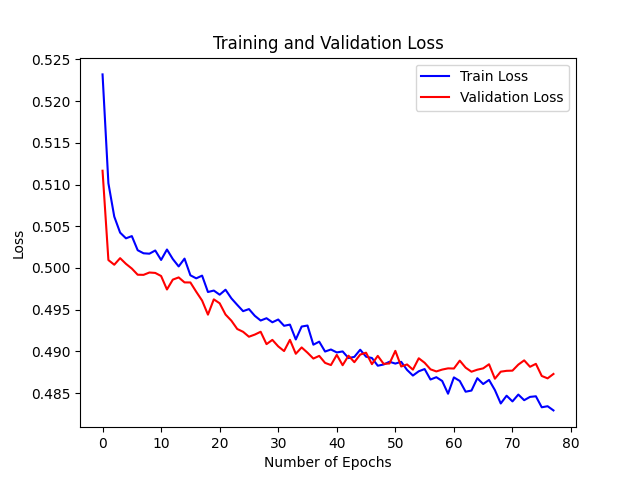 Training and Validation Loss
Train Loss
Validation Loss
0.525
0.520
0.515
0.510
0.505
0.500
0.495
0.490
0.485
Loss
0 10 20 30 40 50 60 70 80
Number of Epochs